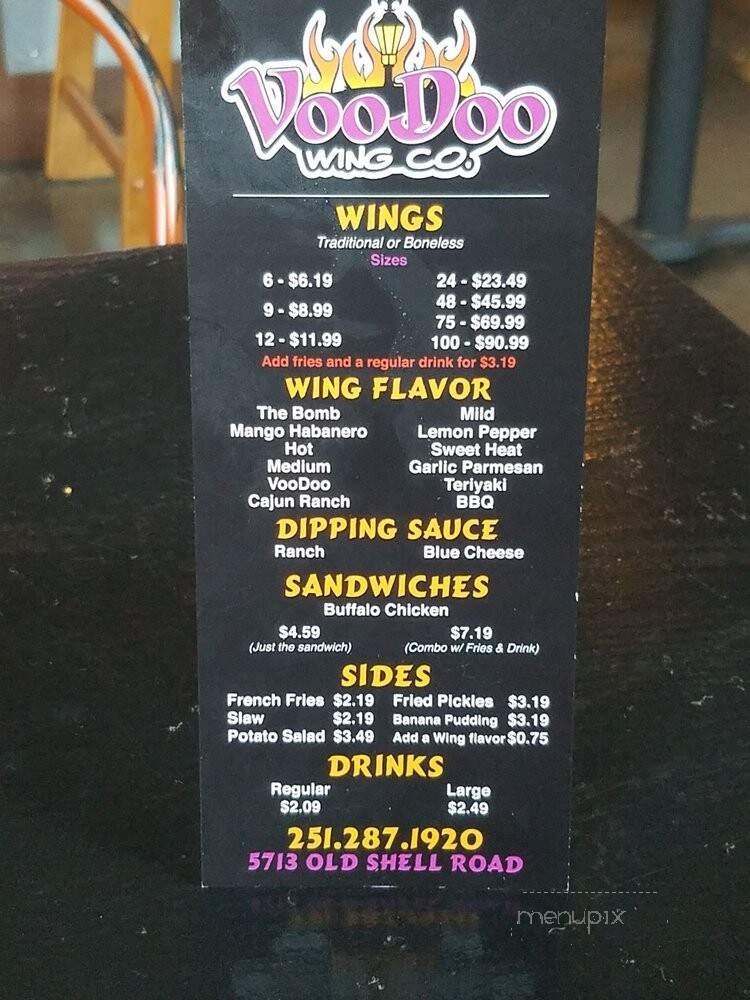 VooDoo
WING CO.
WINGS
Traditional or Boneless
Sizes
6 - $6.19 24 - $23.49
9 - $8.99 48 - $45.99
75 - $69.99
12 - $11.99 100 - $90.99
Add fries and a regular drink for $3.19
WING FLAVOR
The Bomb Mild
Mango Habanero Lemon Pepper
Hot Sweet Heat
Medium Garlic Parmesan
VooDoo Teriyaki
Cajun Ranch BBQ
DIPPING SAUCE
Ranch Blue Cheese
SANDWICHES
Buffalo Chicken
$4.59 $7.19
(Just the sandwich) (Combo w/ Fries & Drink)
SIDES
French Fries $2.19 Fried Pickles $3.19
Slaw $2.19 Banana Pudding $3.19
Potato Salad $3.49 Add a Wing flavor $0.75
DRINKS
Regular Large
$2.09 $2.49
251.287.1920
5713 OLD SHELL ROAD
menupix